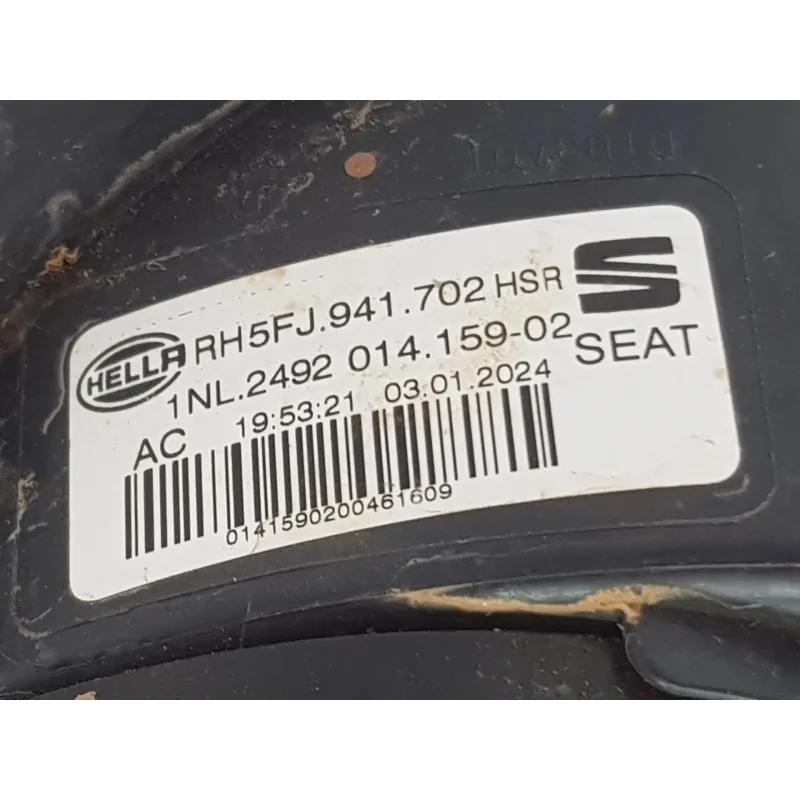 HELLA RH5FJ.941.702 HSR
1NL.2492 014.159-02
SEAT
AC 19:53:21 03.01.2024
0141590200461609